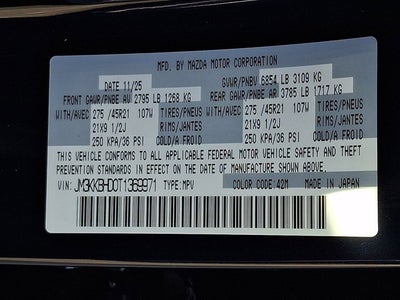 MFD. BY MAZDA MOTOR CORPORATION
DATE 11/25 GVWR/PNBV 6854 LB 3109 KG
FRONT GAWR/PNBE AV 2795 LB 1268 KG REAR GAWR/PNBE AR 3785 LB 1717 KG
WITH/AVEC 275 /45R21 107W TIRES/PNEUS WITH/AVEC 275 /45R21 107W TIRES/PNEUS
21X9 1/2J RIMS/JANTES 21X9 1/2J RIMS/JANTES
250 KPA/36 PSI COLD/A FROID 250 KPA/36 PSI COLD/A FROID
THIS VEHICLE CONFORMS TO ALL APPLICABLE FEDERAL MOTOR VEHICLE SAFETY AND THEFT
PREVENTION STANDARDS IN EFFECT ON THE DATE OF MANUFACTURE SHOWN ABOVE.
VIN: JM3KKBHD0T1369971 TYPE:MPV COLOR CODE:42M MADE IN JAPAN